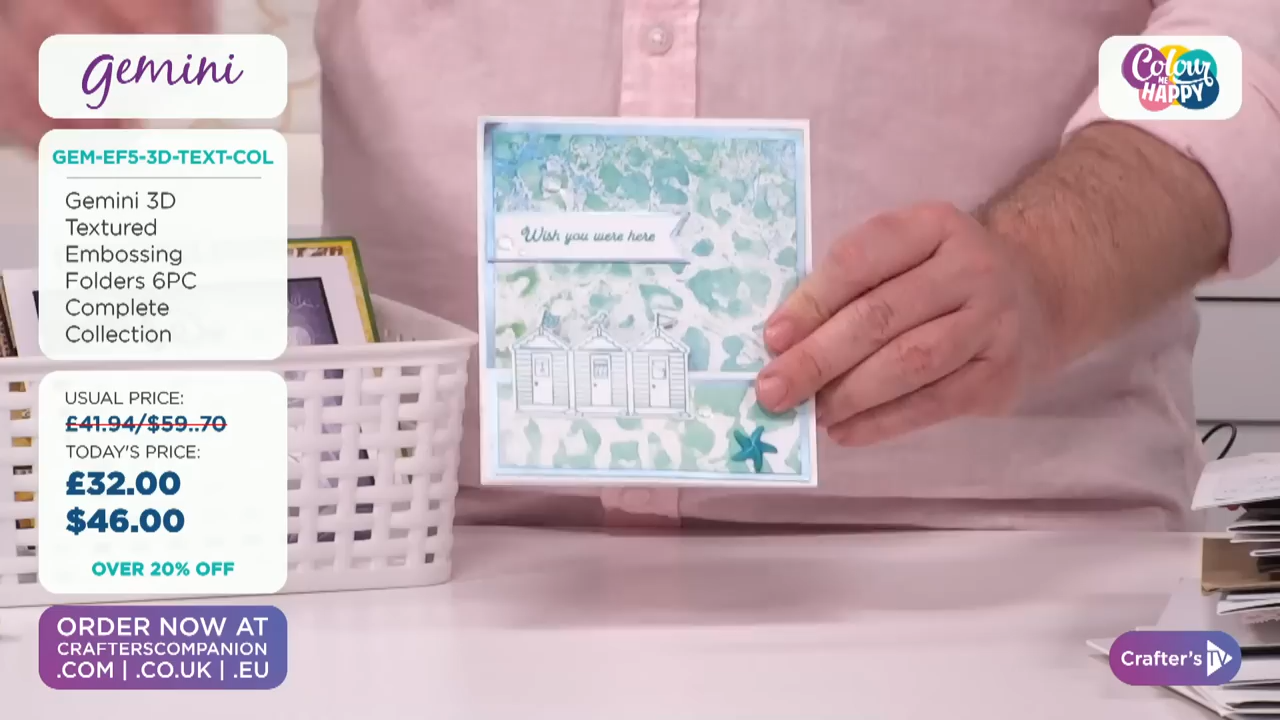 gemini
GEM-EF5-3D-TEXT-COL
Gemini 3D
Textured
Embossing
Folders 6PC
Complete
Collection
USUAL PRICE:
£41.94/$59..70
TODAY'S PRICE:
£32.00
$46.00
OVER 20% OFF
ORDER NOW AT
CRAFTERSCOMPANION
.COM | .CO.UK | .EU
Wish you were here
Colour
ME
HAPPY
Crafter's TV